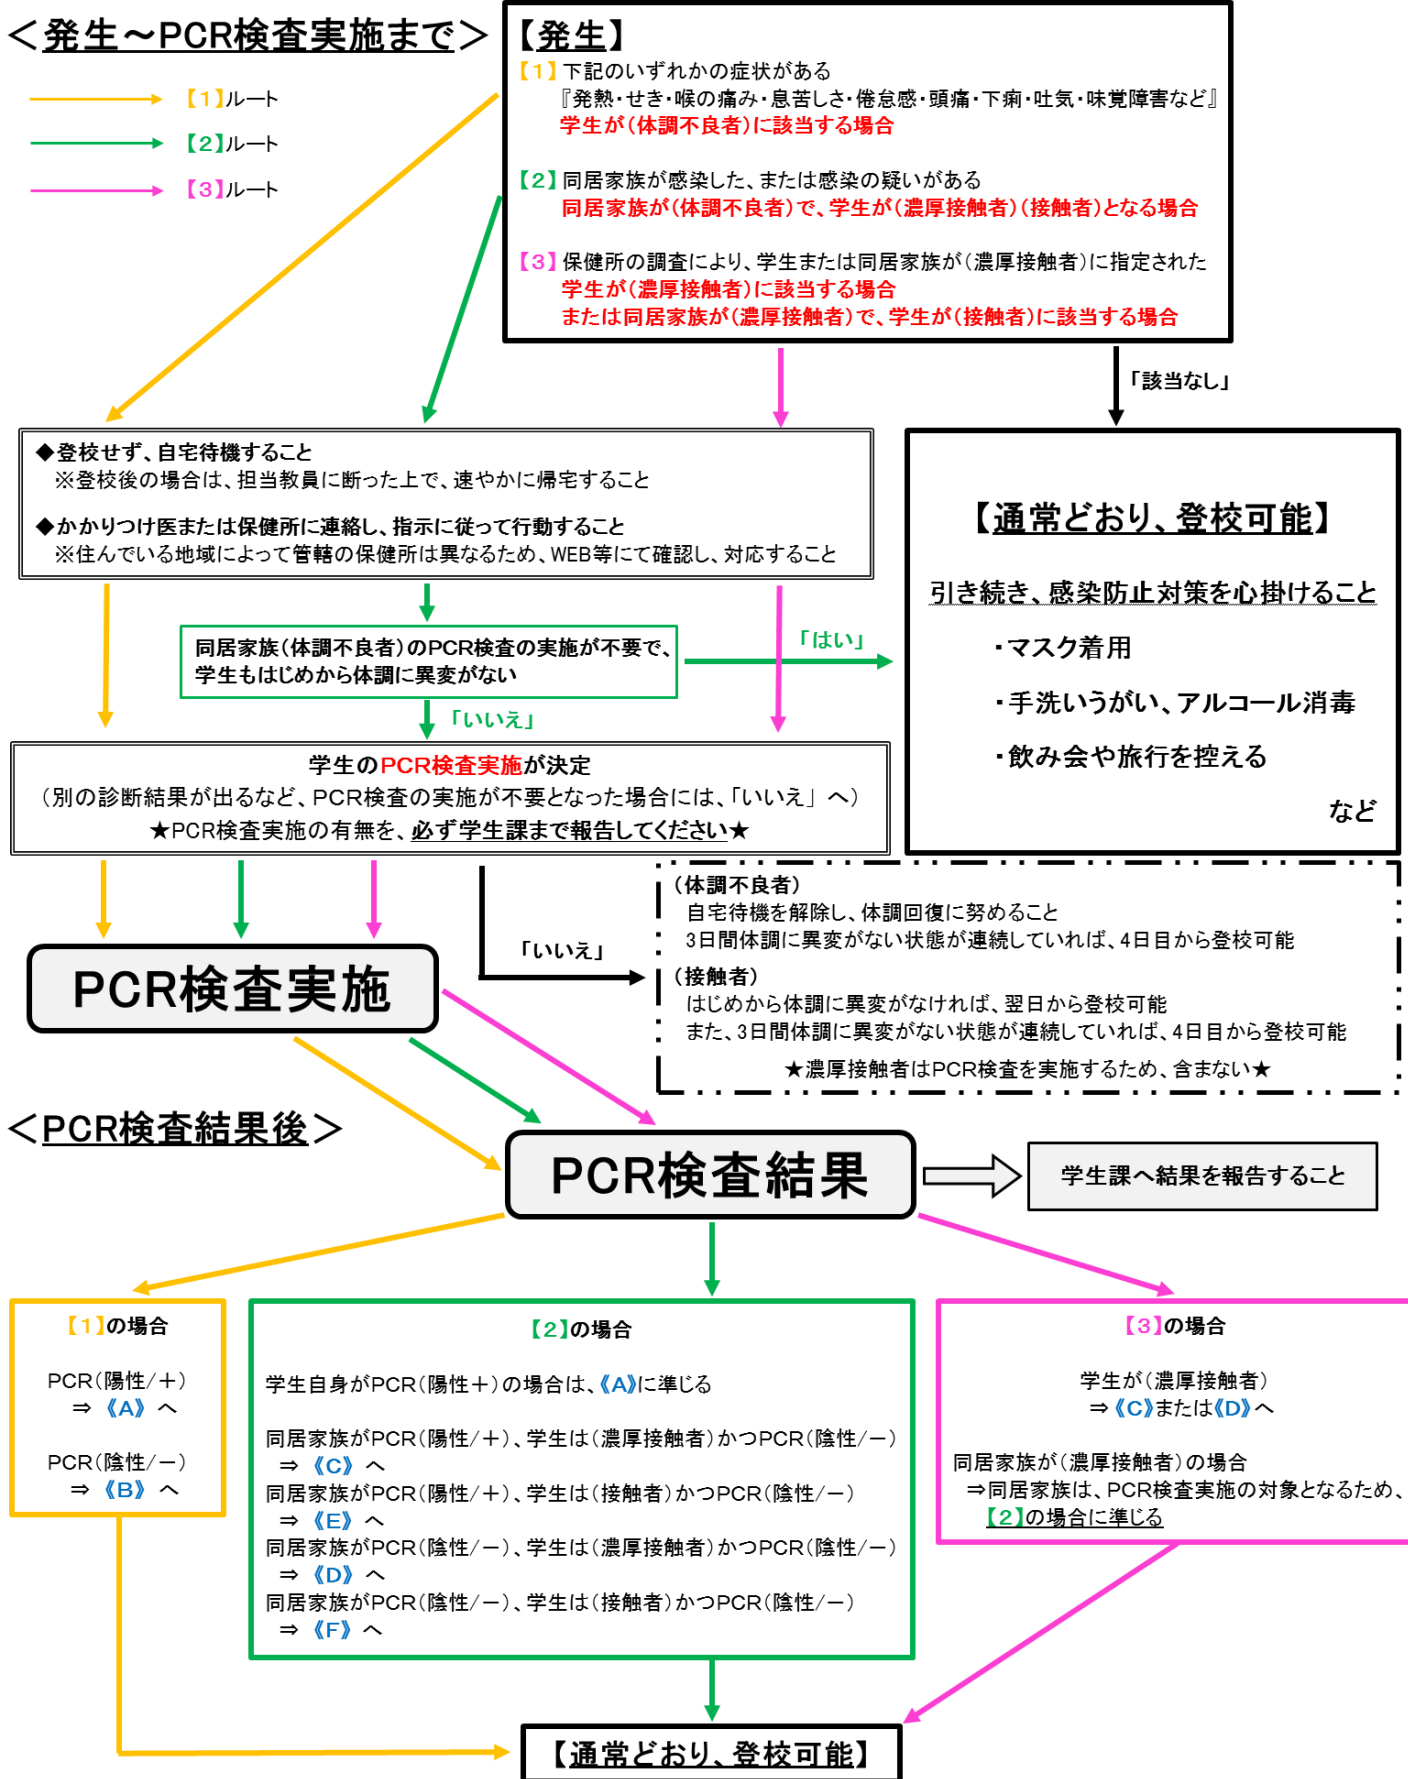 ＜発生～PCR検査実施まで＞
【1】ルート
【2】ルート
【3】ルート
【発生】
【1】下記のいずれかの症状がある
『発熱・せき・喉の痛み・息苦しさ・倦怠感・頭痛・下痢・吐気・味覚障害など』
学生が（体調不良者）に該当する場合
【2】同居家族が感染した、または感染の疑いがある
同居家族が（体調不良者）で、学生が（濃厚接触者）（接触者）となる場合
【3】保健所の調査により、学生または同居家族が（濃厚接触者）に指定された
学生が（濃厚接触者）に該当する場合
または同居家族が（濃厚接触者）で、学生が（接触者）に該当する場合
「該当なし」
◆登校せず、自宅待機すること
※登校後の場合は、担当教員に断った上で、速やかに帰宅すること
◆かかりつけ医または保健所に連絡し、指示に従って行動すること
※住んでいる地域によって管轄の保健所は異なるため、WEB等にて確認し、対応すること
【通常どおり、登校可能】
引き続き、感染防止対策を心掛けること
・マスク着用
・手洗いうがい、アルコール消毒
・飲み会や旅行を控える
など
同居家族（体調不良者）のPCR検査の実施が不要で、
学生もはじめから体調に異変がない
「はい」
「いいえ」
学生のPCR検査実施が決定
（別の診断結果が出るなど、PCR検査の実施が不要となった場合には、「いいえ」へ）
★PCR検査実施の有無を、必ず学生課まで報告してください★
「いいえ」
（体調不良者）
自宅待機を解除し、体調回復に努めること
3日間体調に異変がない状態が連続していれば、4日目から登校可能
（接触者）
はじめから体調に異変がなければ、翌日から登校可能
また、3日間体調に異変がない状態が連続していれば、4日目から登校可能
★濃厚接触者はPCR検査を実施するため、含まない★
PCR検査実施
＜PCR検査結果後＞
PCR検査結果
学生課へ結果を報告すること
【1】の場合
PCR（陽性/＋）
⇒ 《A》 へ
PCR（陰性/－）
⇒ 《B》 へ
【2】の場合
学生自身がPCR（陽性＋）の場合は、《A》に準じる
同居家族がPCR（陽性/＋）、学生は（濃厚接触者）かつPCR（陰性/－）
⇒ 《C》 へ
同居家族がPCR（陽性/＋）、学生は（接触者）かつPCR（陰性/－）
⇒ 《E》 へ
同居家族がPCR（陰性/－）、学生は（濃厚接触者）かつPCR（陰性/－）
⇒ 《D》 へ
同居家族がPCR（陰性/－）、学生は（接触者）かつPCR（陰性/－）
⇒ 《F》 へ
【3】の場合
学生が（濃厚接触者）
⇒《C》または《D》へ
同居家族が（濃厚接触者）の場合
⇒同居家族は、PCR検査実施の対象となるため、
【2】の場合に準じる
【通常どおり、登校可能】